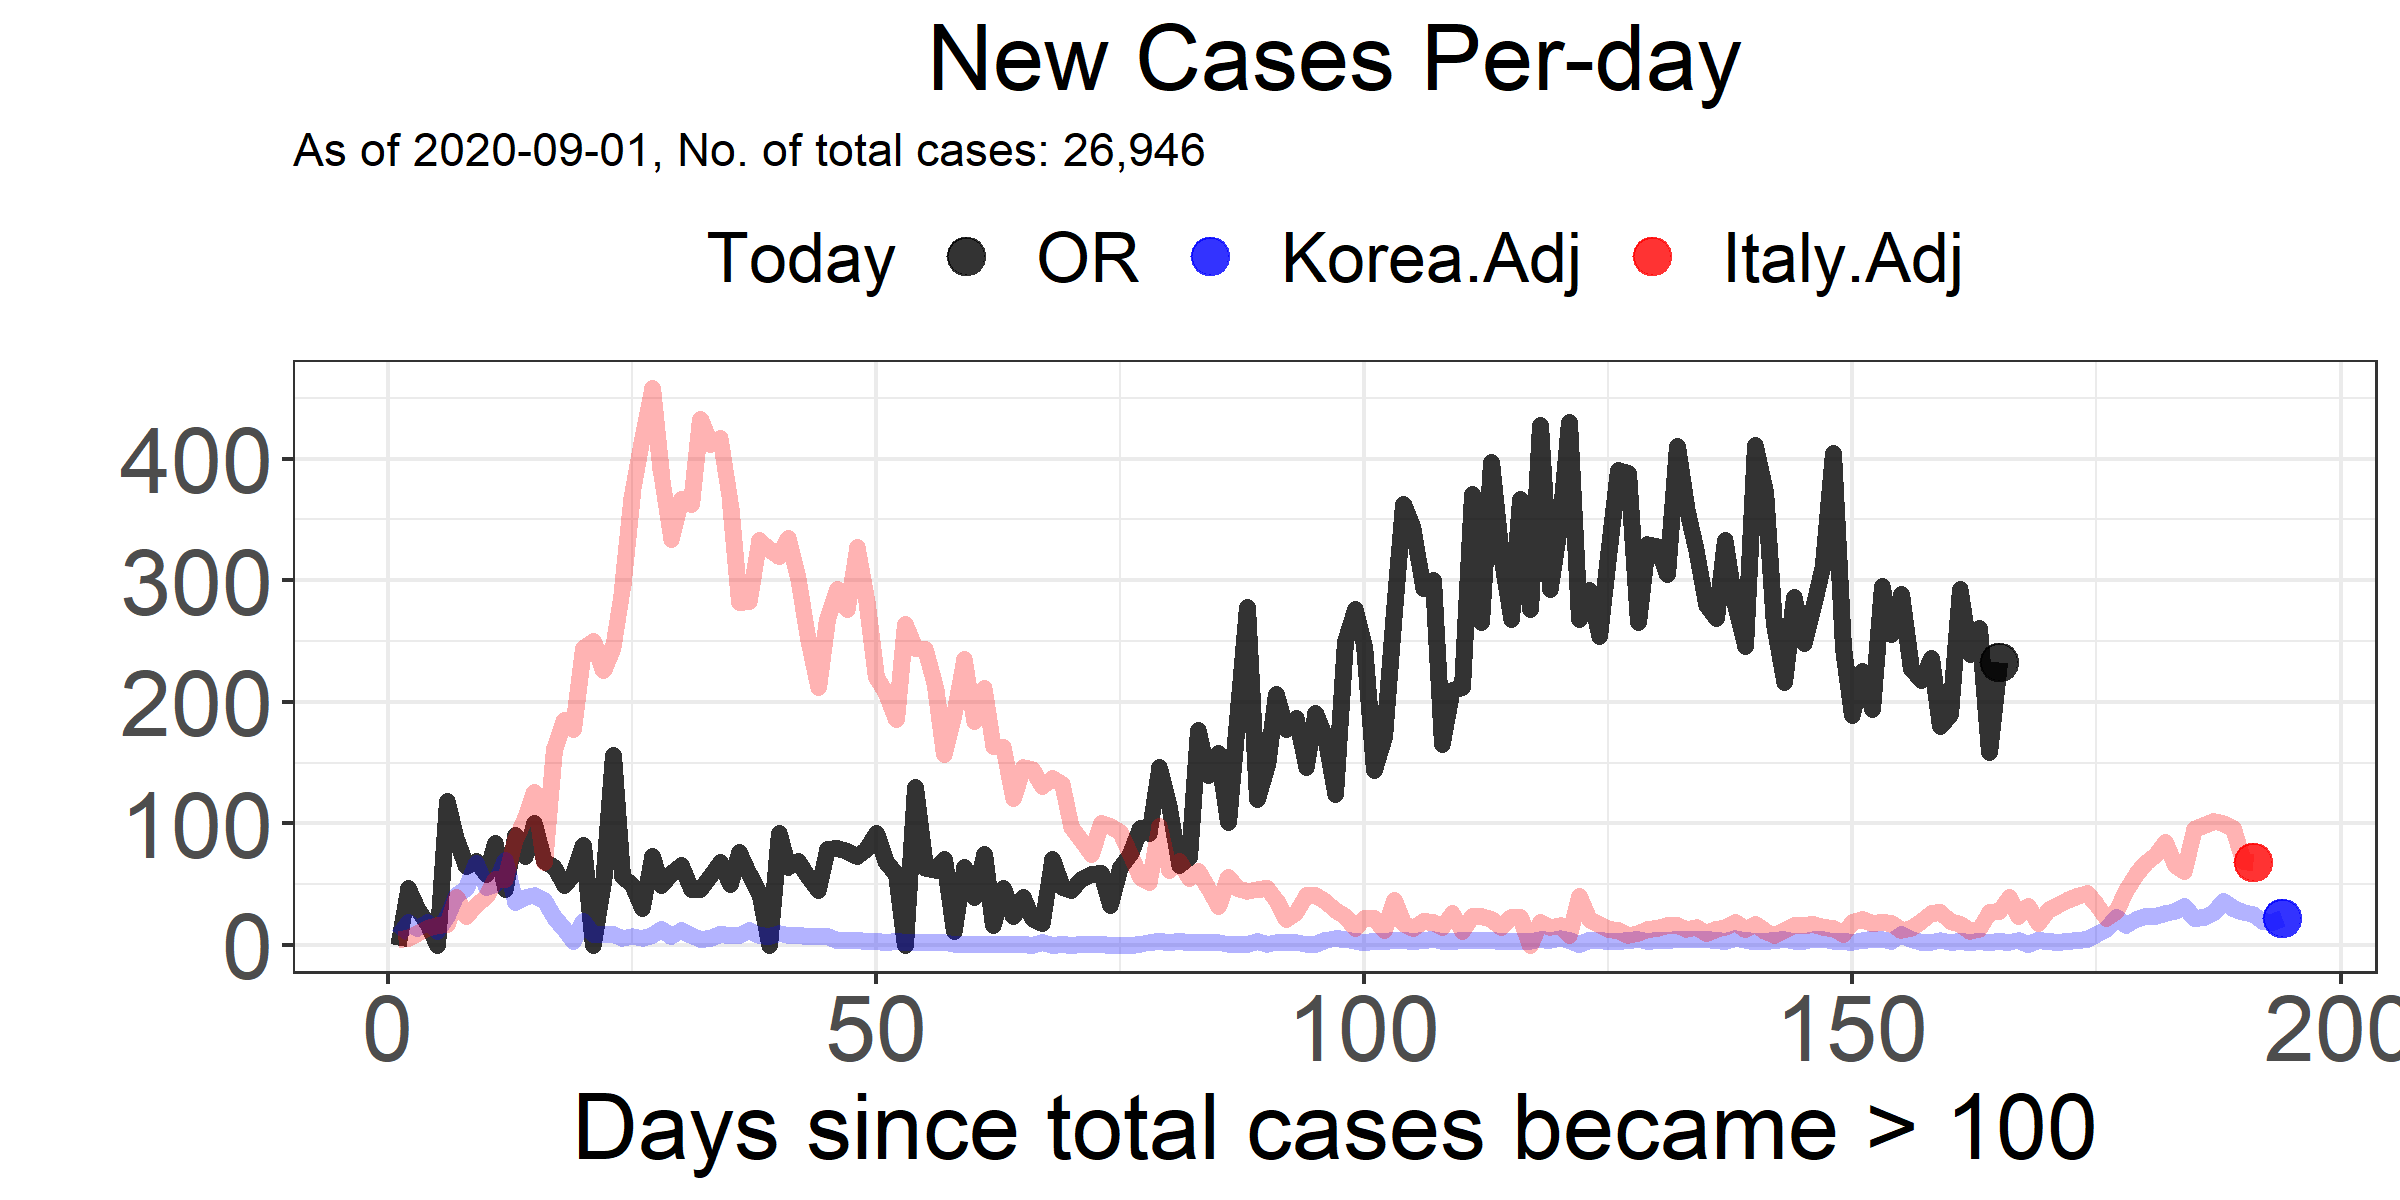 New Cases Per-day
As of 2020-09-01, No. of total cases: 26,946
Today OR Korea.Adj Italy.Adj
400
300
200
100
0
0 50 100 150 200
Days since total cases became > 100